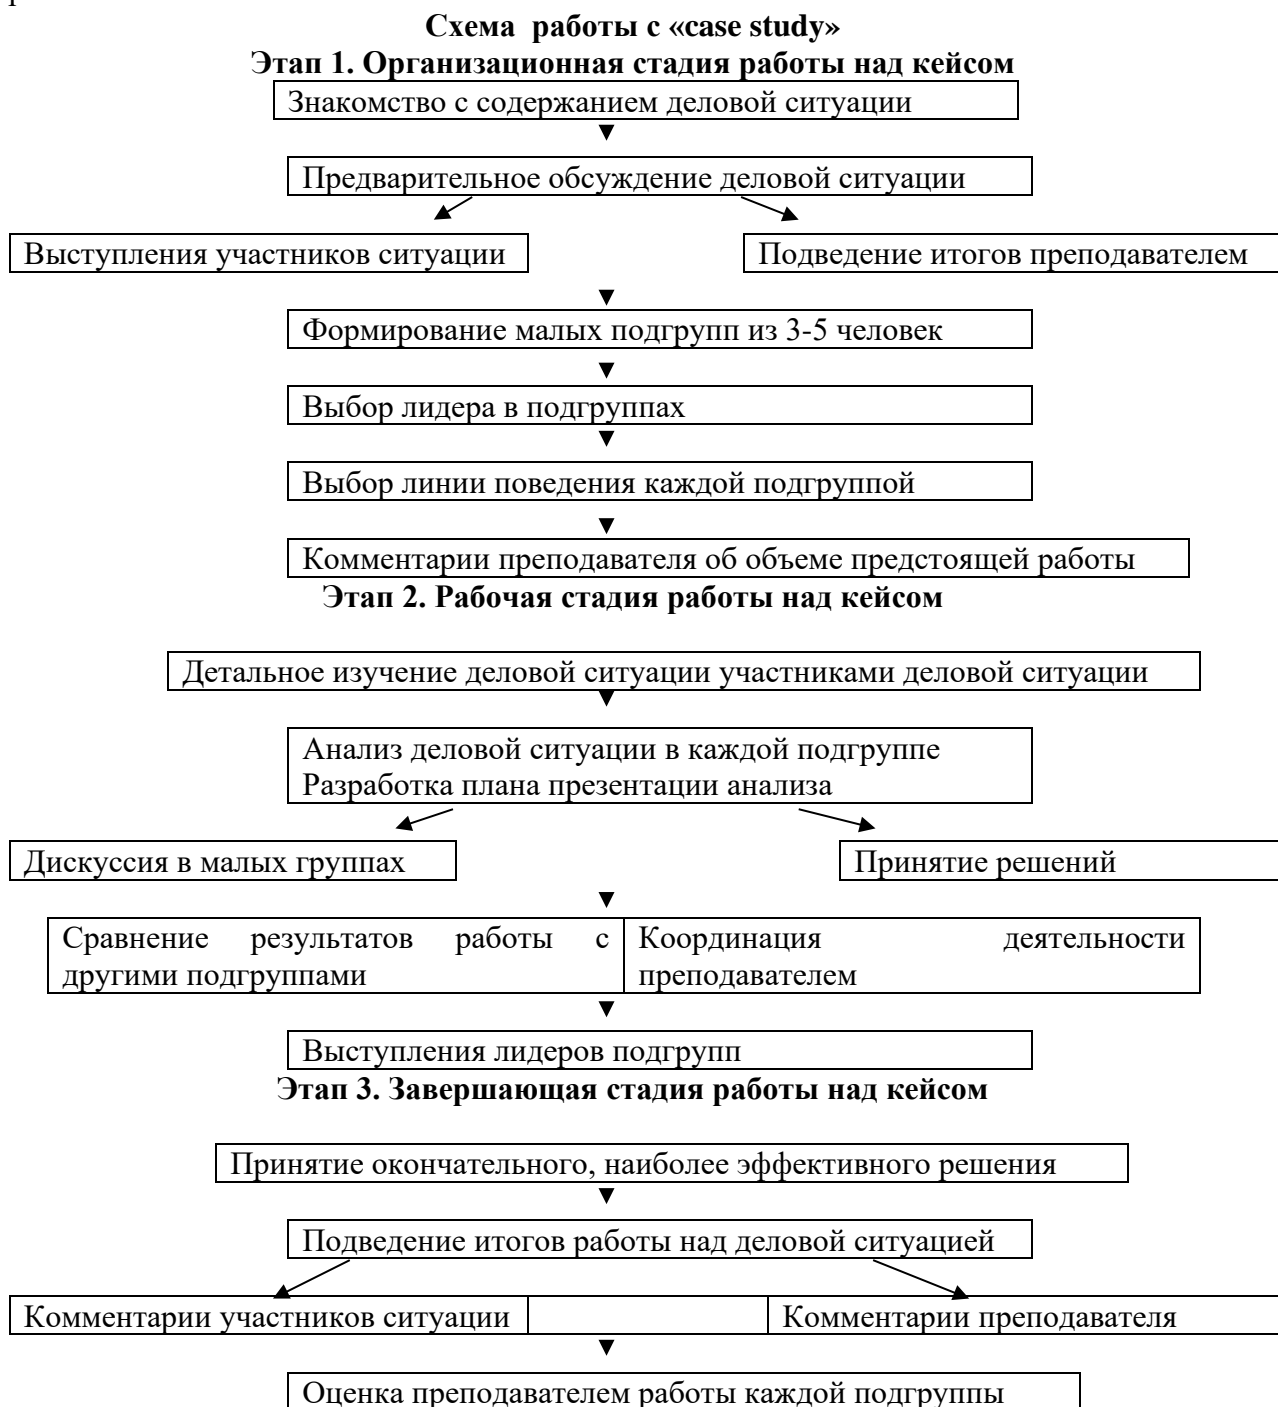 Схема работы с «case study»
Этап 1. Организационная стадия работы над кейсом
Знакомство с содержанием деловой ситуации
Предварительное обсуждение деловой ситуации
Выступления участников ситуации
Подведение итогов преподавателем
Формирование малых подгрупп из 3-5 человек
Выбор лидера в подгруппах
Выбор линии поведения каждой подгруппой
Комментарии преподавателя об объеме предстоящей работы
Этап 2. Рабочая стадия работы над кейсом
Детальное изучение деловой ситуации участниками деловой ситуации
Анализ деловой ситуации в каждой подгруппе
Разработка плана презентации анализа
Дискуссия в малых группах
Принятие решений
Сравнение результатов работы с
другими подгруппами
Координация деятельности
преподавателем
Выступления лидеров подгрупп
Этап 3. Завершающая стадия работы над кейсом
Принятие окончательного, наиболее эффективного решения
Подведение итогов работы над деловой ситуацией
Комментарии участников ситуации
Комментарии преподавателя
Оценка преподавателем работы каждой подгруппы